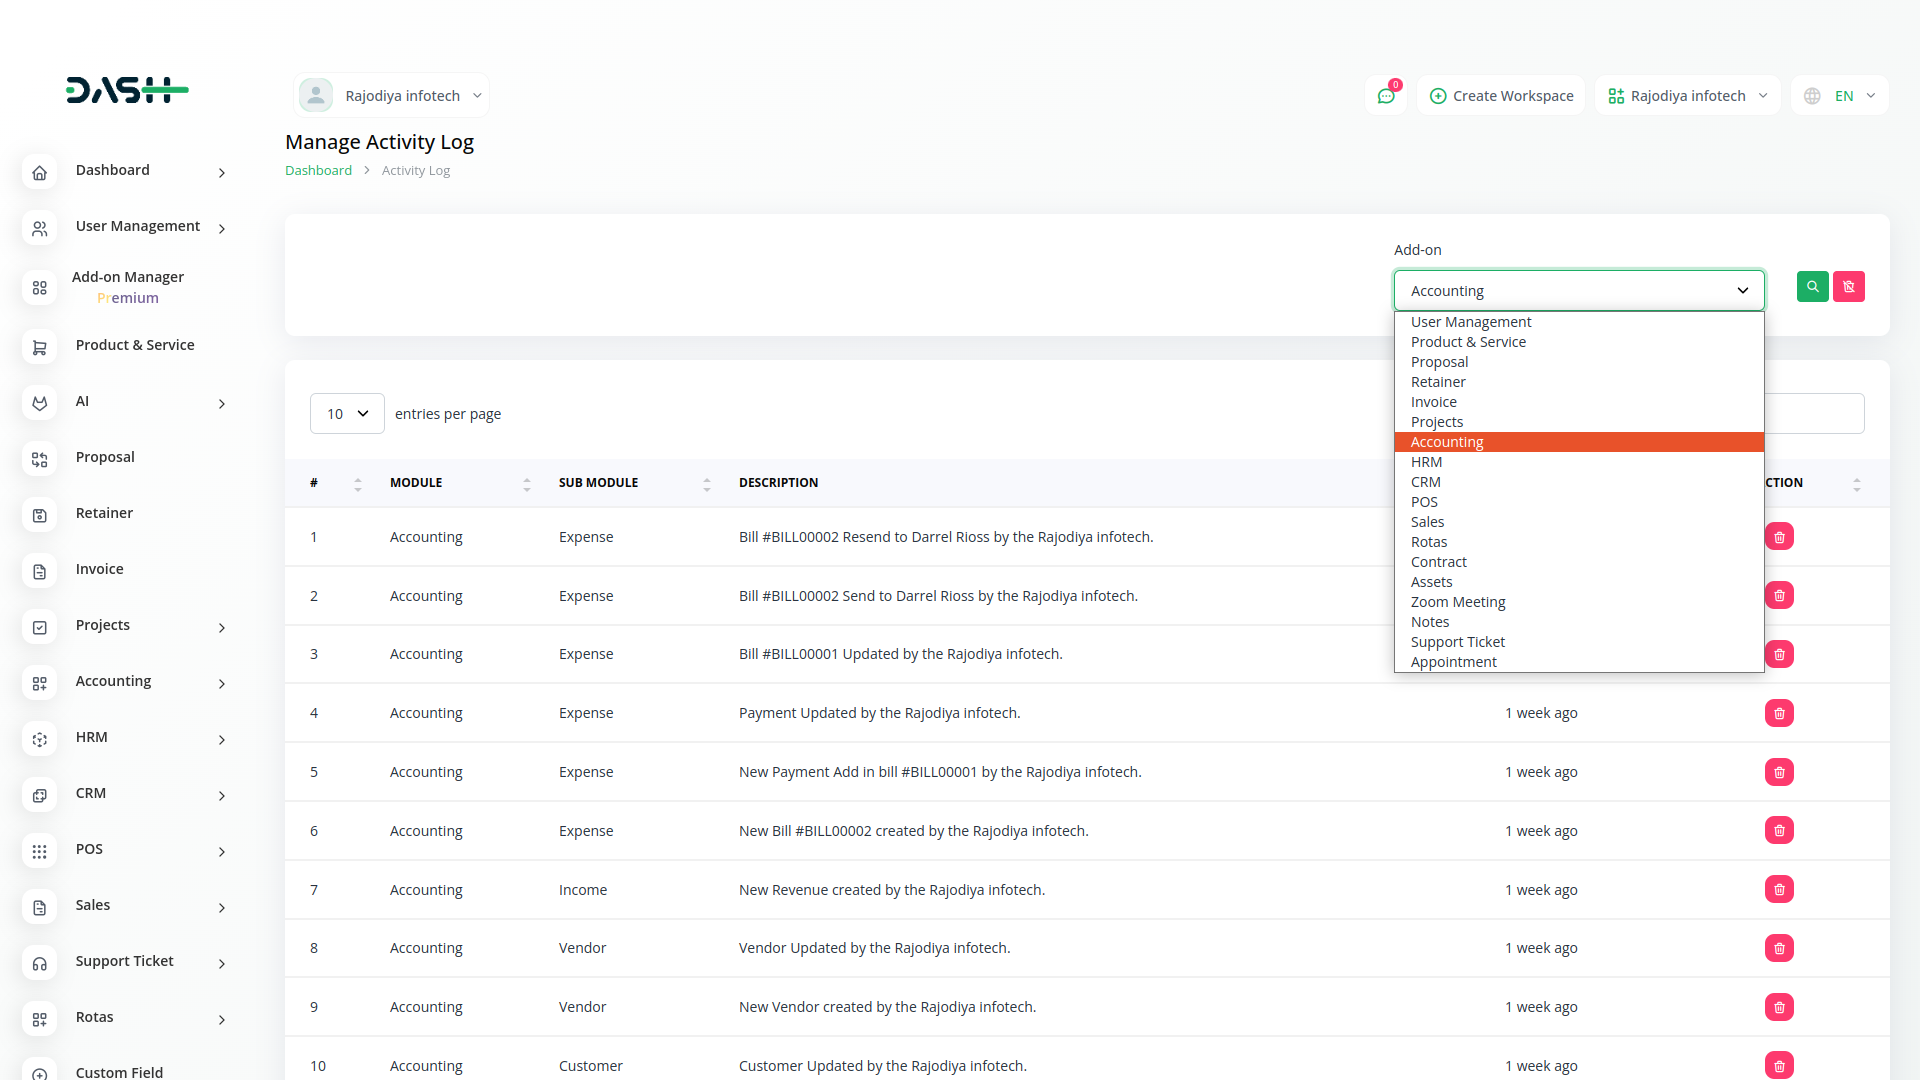 DASH
Rajodiya infotech
0
Create Workspace
Rajodiya infotech
EN
Manage Activity Log
Dashboard > Activity Log
Dashboard
User Management
Add-on Manager
Premium
Product & Service
AI
Proposal
Retainer
Invoice
Projects
Accounting
HRM
CRM
POS
Sales
Support Ticket
Rotas
Custom Field
Add-on
Accounting
User Management
Product & Service
Proposal
Retainer
Invoice
Projects
Accounting
HRM
CRM
POS
Sales
Rotas
Contract
Assets
Zoom Meeting
Notes
Support Ticket
Appointment
10 entries per page
# MODULE SUB MODULE DESCRIPTION CTION
1 Accounting Expense Bill #BILL00002 Resend to Darrel Rioss by the Rajodiya infotech.
2 Accounting Expense Bill #BILL00002 Send to Darrel Rioss by the Rajodiya infotech.
3 Accounting Expense Bill #BILL00001 Updated by the Rajodiya infotech.
4 Accounting Expense Payment Updated by the Rajodiya infotech. 1 week ago
5 Accounting Expense New Payment Add in bill #BILL00001 by the Rajodiya infotech. 1 week ago
6 Accounting Expense New Bill #BILL00002 created by the Rajodiya infotech. 1 week ago
7 Accounting Income New Revenue created by the Rajodiya infotech. 1 week ago
8 Accounting Vendor Vendor Updated by the Rajodiya infotech. 1 week ago
9 Accounting Vendor New Vendor created by the Rajodiya infotech. 1 week ago
10 Accounting Customer Customer Updated by the Rajodiya infotech. 1 week ago